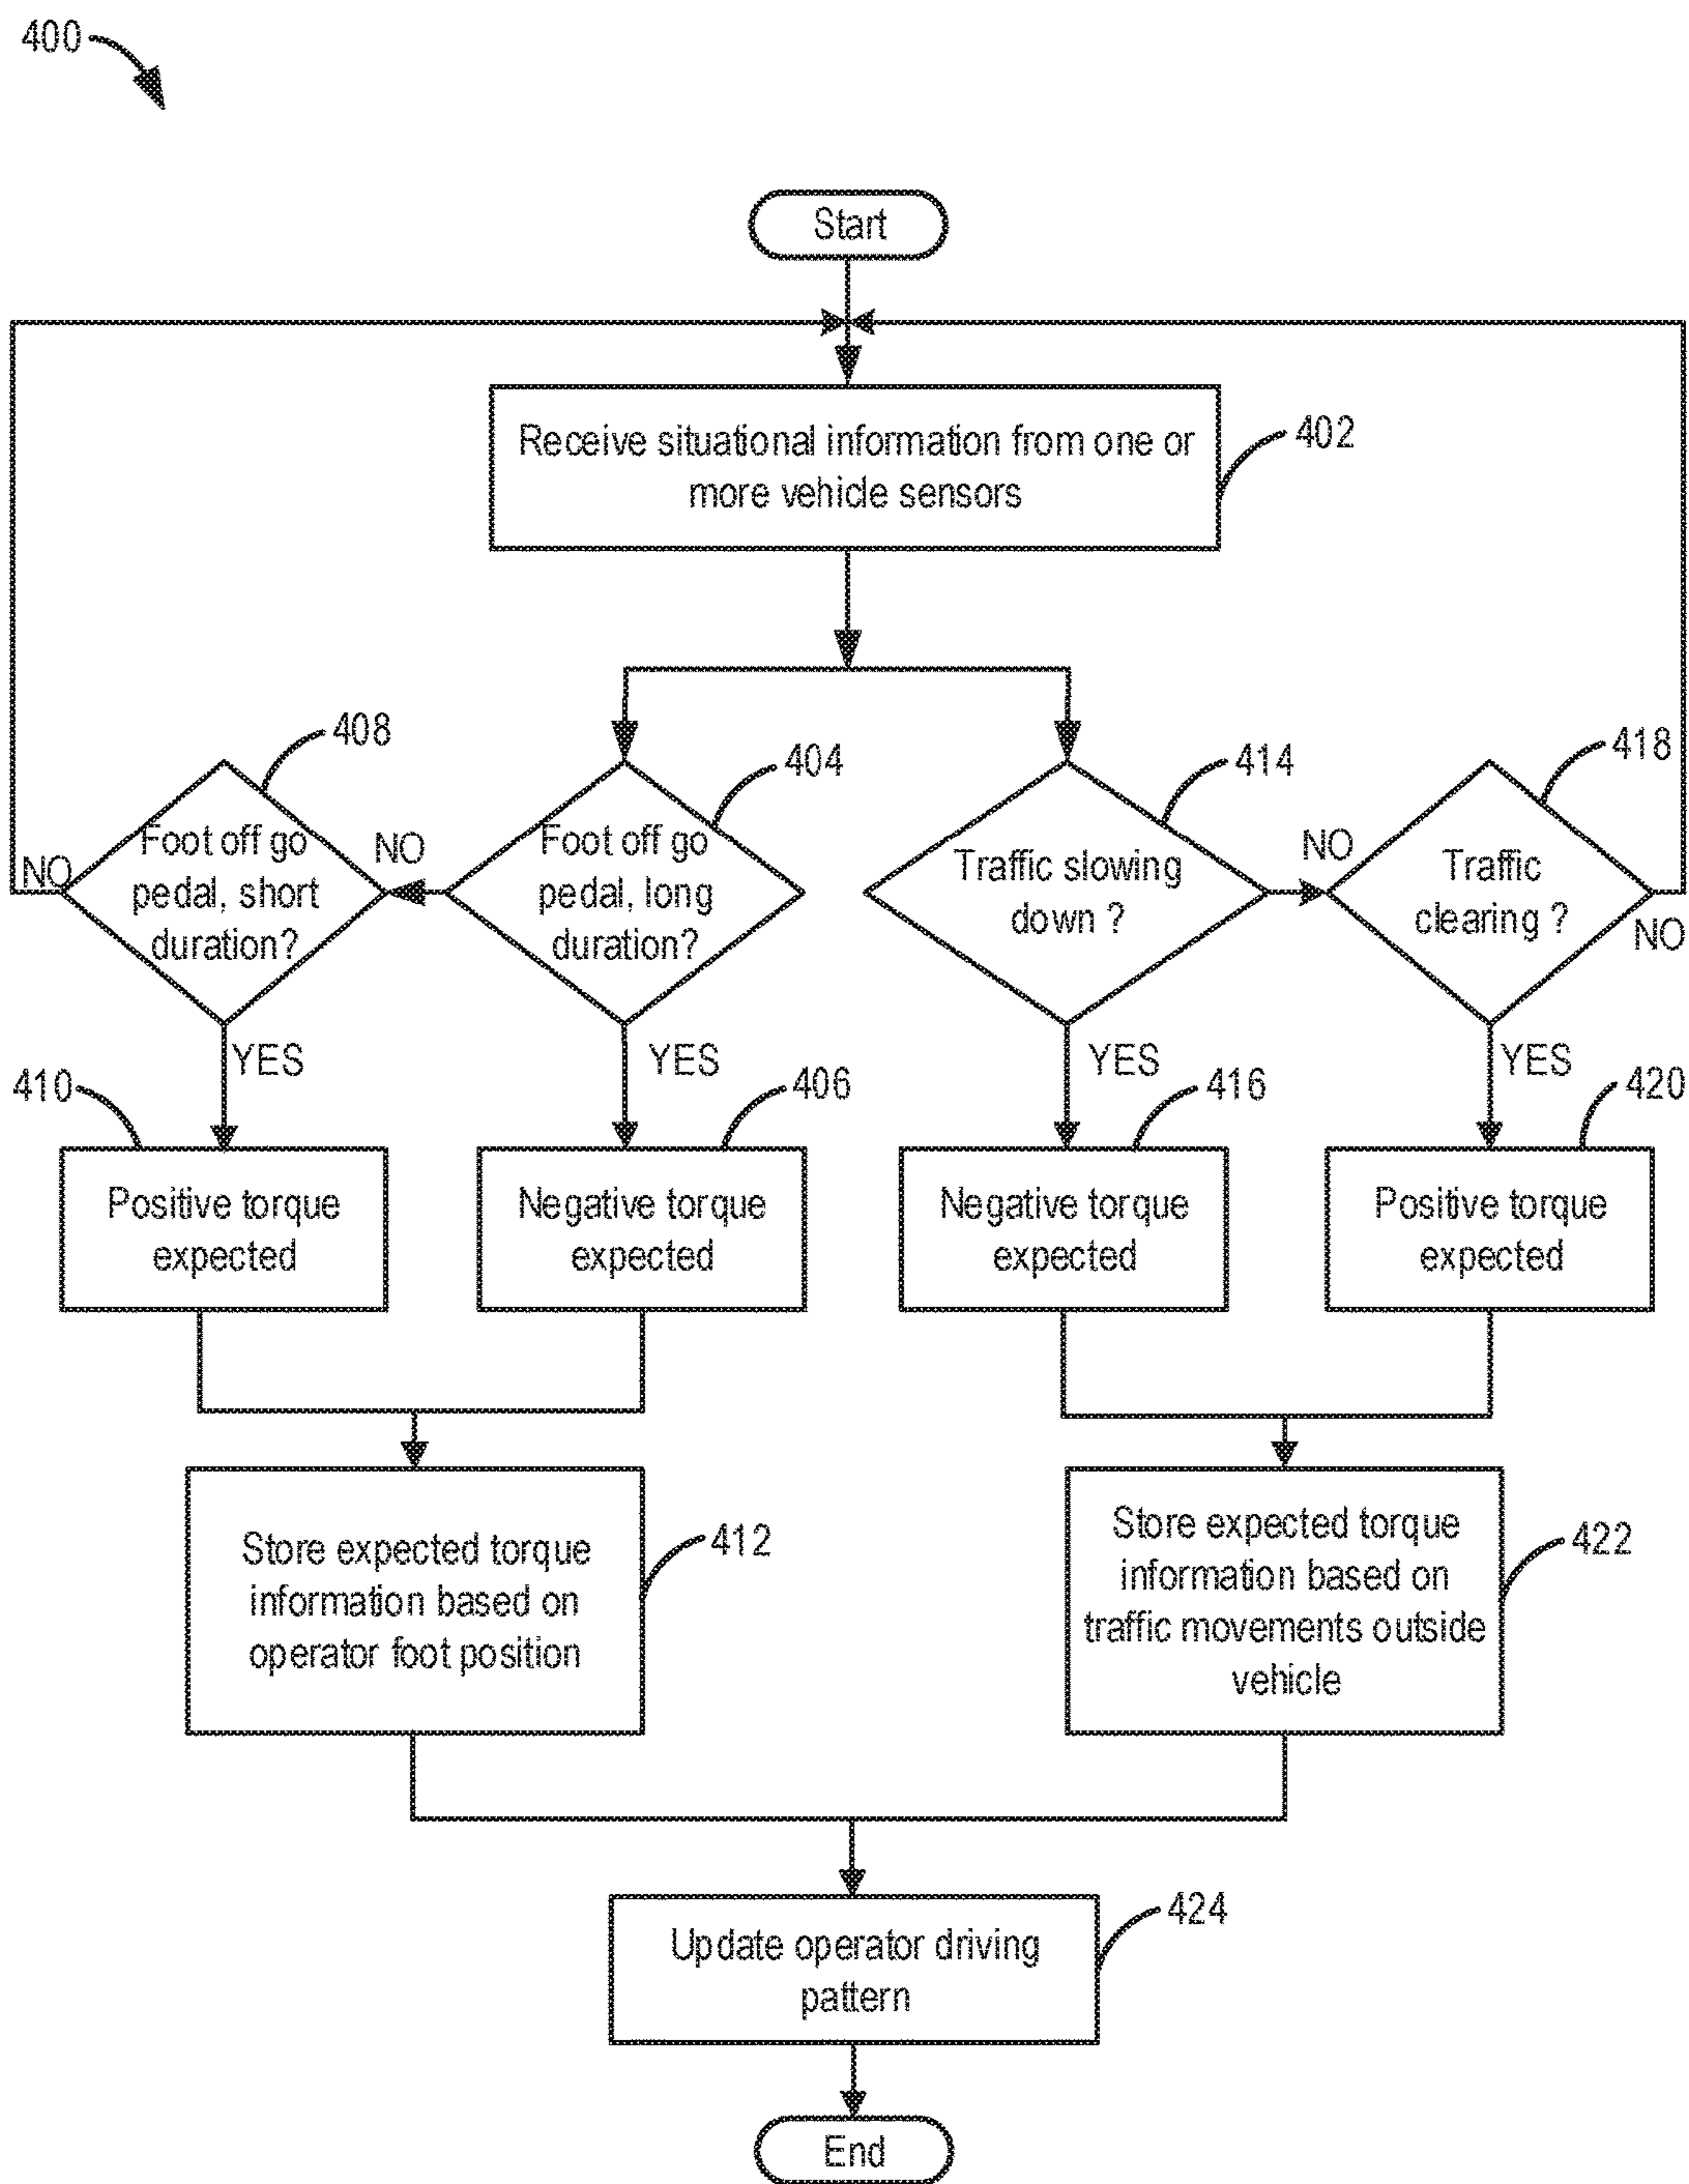 400
Start
Receive situational information from one or
more vehicle sensors
402
408
404
414
418
Foot off go
pedal, short
duration?
NO
NO
Foot off go
pedal, long
duration?
Traffic slowing
down ?
NO
Traffic
clearing ?
NO
YES
YES
YES
YES
410
406
416
420
Positive torque
expected
Negative torque
expected
Negative torque
expected
Positive torque
expected
Store expected torque
information based on
operator foot position
412
Store expected torque
information based on
traffic movements outside
vehicle
422
Update operator driving
pattern
424
End